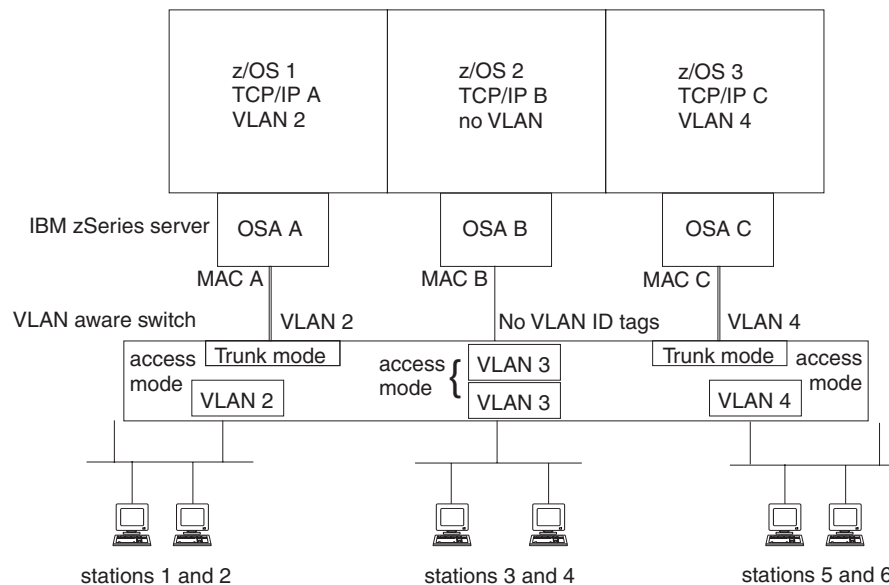 z/OS 1
TCP/IP A
VLAN 2
z/OS 2
TCP/IP B
no VLAN
z/OS 3
TCP/IP C
VLAN 4
IBM zSeries server
OSA A
OSA B
OSA C
MAC A
MAC B
MAC C
VLAN aware switch
VLAN 2
No VLAN ID tags
VLAN 4
access
mode
Trunk mode
access
mode
{
VLAN 3
Trunk mode
access
mode
VLAN 2
VLAN 3
VLAN 4
stations 1 and 2
stations 3 and 4
stations 5 and 6